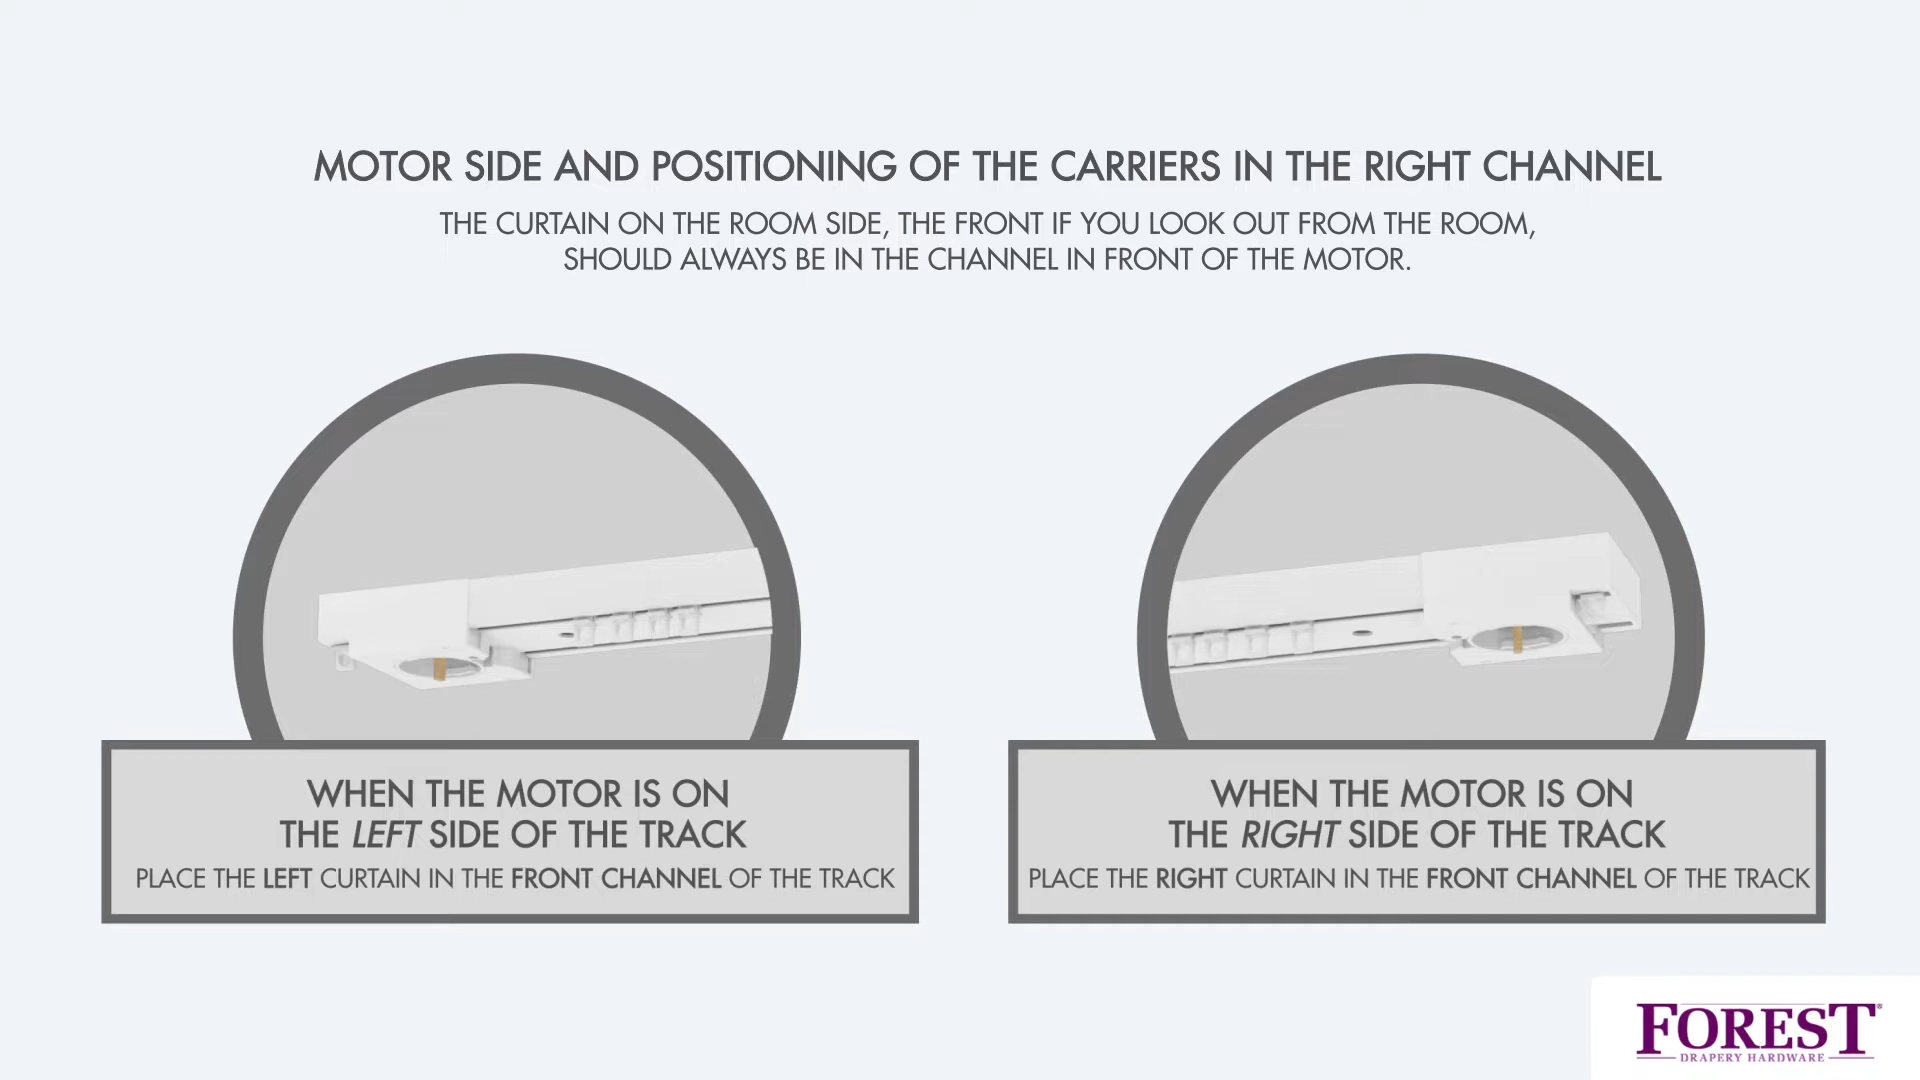 MOTOR SIDE AND POSITIONING OF THE CARRIERS IN THE RIGHT CHANNEL
THE CURTAIN ON THE ROOM SIDE, THE FRONT IF YOU LOOK OUT FROM THE ROOM,
SHOULD ALWAYS BE IN THE CHANNEL IN FRONT OF THE MOTOR.
WHEN THE MOTOR IS ON
THE LEFT SIDE OF THE TRACK
PLACE THE LEFT CURTAIN IN THE FRONT CHANNEL OF THE TRACK
WHEN THE MOTOR IS ON
THE RIGHT SIDE OF THE TRACK
PLACE THE RIGHT CURTAIN IN THE FRONT CHANNEL OF THE TRACK
FOREST®
DRAPERY HARDWARE